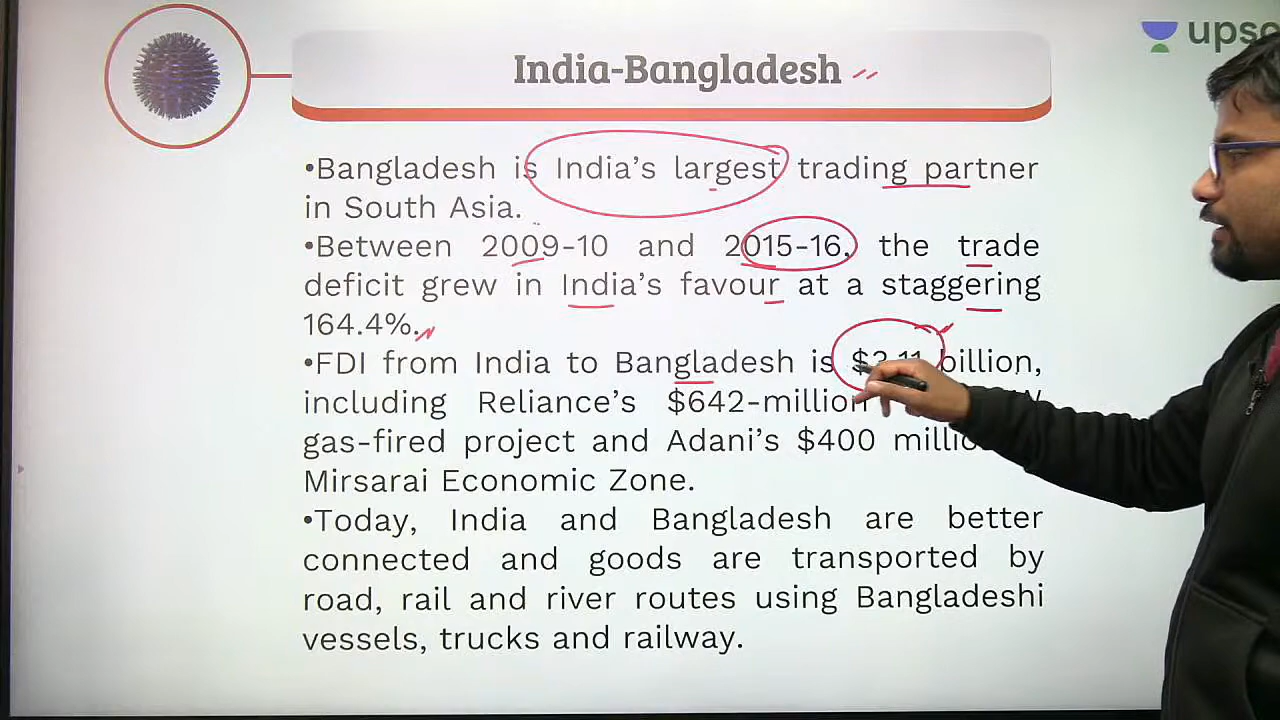 upsc
India-Bangladesh
•Bangladesh is India's largest trading partner
in South Asia.
•Between 2009-10 and 2015-16, the trade
deficit grew in India's favour at a staggering
164.4%.
•FDI from India to Bangladesh is billion,
including Reliance's $642-million
gas-fired project and Adani's $400
Mirsarai Economic Zone.
•Today, India and Bangladesh are better
connected and goods are transported by
road, rail and river routes using Bangladeshi
vessels, trucks and railway.